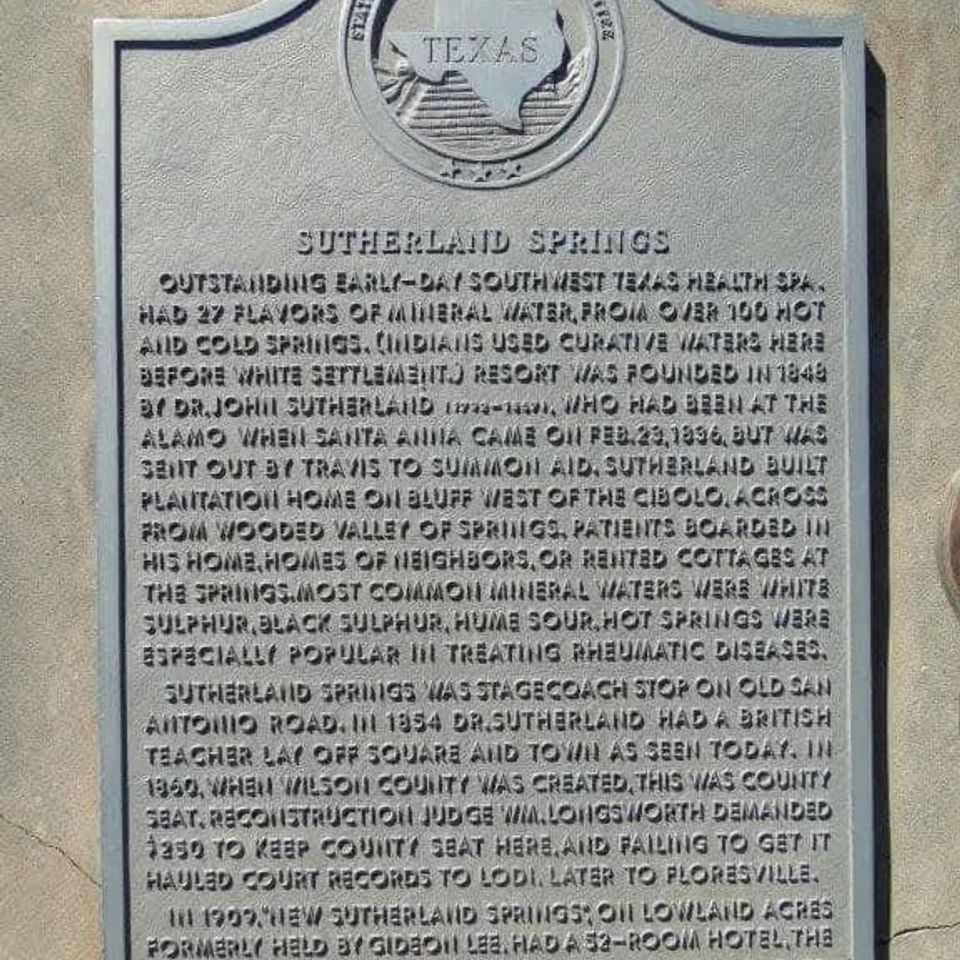 TEXAS
SUTHERLAND SPRINGS
OUTSTANDING EARLY-DAY SOUTHWEST TEXAS HEALTH SPA.
HAD 27 FLAVORS OF MINERAL WATER, FROM OVER 100 HOT
AND COLD SPRINGS. (INDIANS USED CURATIVE WATERS HERE
BEFORE WHITE SETTLEMENT.) RESORT WAS FOUNDED IN 1848
BY DR. JOHN SUTHERLAND WHO HAD BEEN AT THE
ALAMO WHEN SANTA ANNA CAME ON FEB. 23, 1836, BUT WAS
SENT OUT BY TRAVIS TO SUMMON AID. SUTHERLAND BUILT
PLANTATION HOME ON BLUFF WEST OF THE CIBOLO, ACROSS
FROM WOODED VALLEY OF SPRINGS. PATIENTS BOARDED IN
HIS HOME, HOMES OF NEIGHBORS, OR RENTED COTTAGES AT
THE SPRINGS. MOST COMMON MINERAL WATERS WERE WHITE
SULPHUR, BLACK SULPHUR, HUME SOUR. HOT SPRINGS WERE
ESPECIALLY POPULAR IN TREATING RHEUMATIC DISEASES.
SUTHERLAND SPRINGS WAS STAGECOACH STOP ON OLD SAN
ANTONIO ROAD. IN 1854 DR. SUTHERLAND HAD A BRITISH
TEACHER LAY OFF SQUARE AND TOWN AS SEEN TODAY. IN
1860, WHEN WILSON COUNTY WAS CREATED, THIS WAS COUNTY
SEAT. RECONSTRUCTION JUDGE WM. LONGSWORTH DEMANDED
$250 TO KEEP COUNTY SEAT HERE, AND FAILING TO GET IT
HAULED COURT RECORDS TO LODI, LATER TO FLORESVILLE.
IN 1909, "NEW SUTHERLAND SPRINGS", ON LOWLAND ACRES
FORMERLY HELD BY GIDEON LEE, HAD A 52-ROOM HOTEL, THE